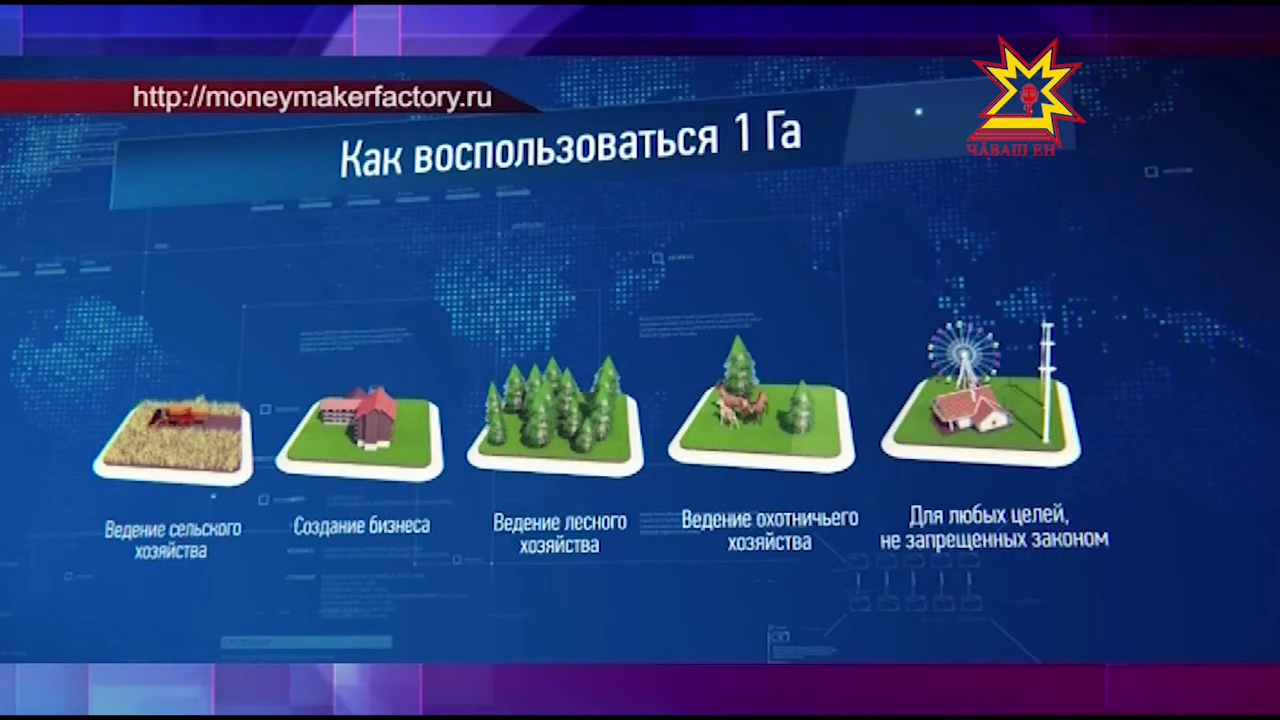 http://moneymakerfactory.ru
ЧӐВАШ ЕН
Как воспользоваться 1 Га
Ведение сельского
хозяйства
Создание бизнеса
Ведение лесного
хозяйства
Ведение охотничьего
хозяйства
Для любых целей,
не запрещенных законом